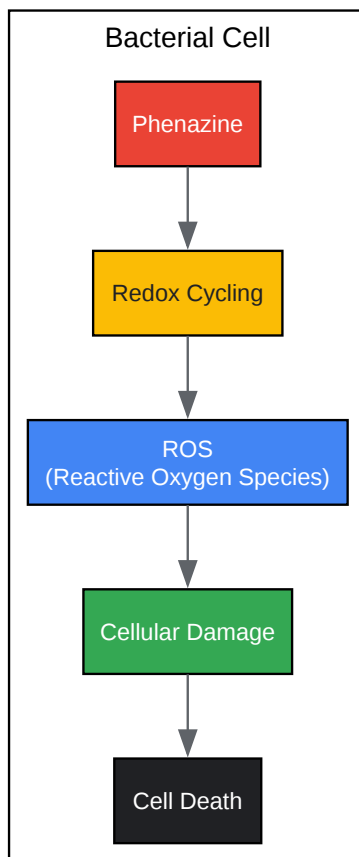 Bacterial Cell
Phenazine
Redox Cycling
ROS
(Reactive Oxygen Species)
Cellular Damage
Cell Death